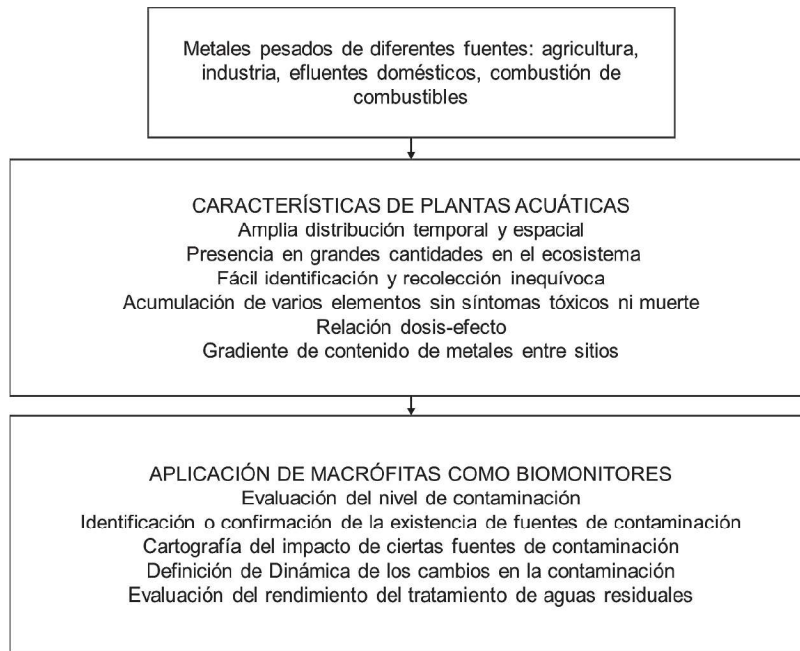 Metales pesados de diferentes fuentes: agricultura,
industria, efluentes domésticos, combustión de
combustibles
CARACTERÍSTICAS DE PLANTAS ACUÁTICAS
Amplia distribución temporal y espacial
Presencia en grandes cantidades en el ecosistema
Fácil identificación y recolección inequívoca
Acumulación de varios elementos sin síntomas tóxicos ni muerte
Relación dosis-efecto
Gradiente de contenido de metales entre sitios
APLICACIÓN DE MACRÓFITAS COMO BIOMONITORES
Evaluación del nivel de contaminación
Identificación o confirmación de la existencia de fuentes de contaminación
Cartografía del impacto de ciertas fuentes de contaminación
Definición de Dinámica de los cambios en la contaminación
Evaluación del rendimiento del tratamiento de aguas residuales